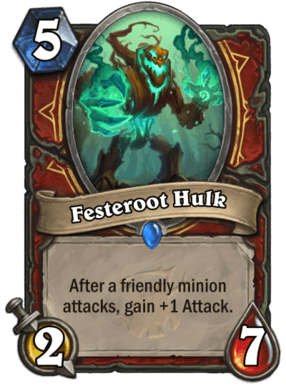 5
Festeroot Hulk
After a friendly minion
attacks, gain +1 Attack.
2
7